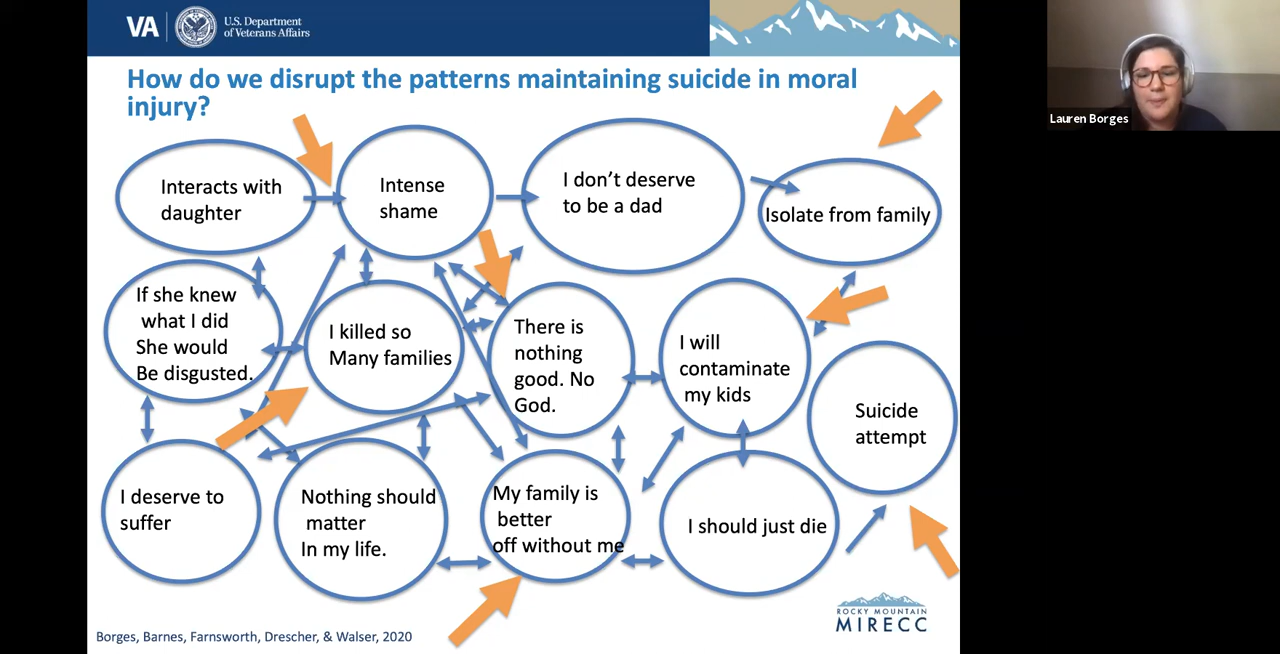 VA
U.S. Department
of Veterans Affairs
How do we disrupt the patterns maintaining suicide in moral
injury?
Lauren Borges
Interacts with
daughter
Intense
shame
I don’t deserve
to be a dad
Isolate from family
If she knew
what I did
She would
Be disgusted.
I killed so
Many families
There is
nothing
good. No
God.
I will
contaminate
my kids
Suicide
attempt
I deserve to
suffer
Nothing should
matter
In my life.
My family is
better
off without me
I should just die
ROCKY MOUNTAIN
MIRECC
Borges, Barnes, Farnsworth, Drescher, & Walser, 2020